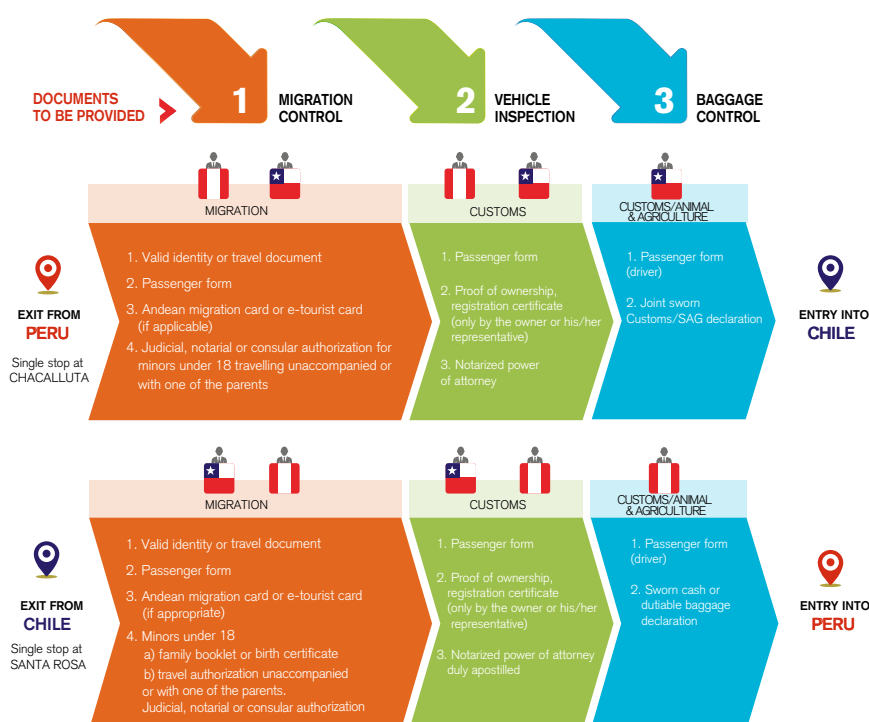 DOCUMENTS
TO BE PROVIDED
1
MIGRATION
CONTROL
2
VEHICLE
INSPECTION
3
BAGGAGE
CONTROL
EXIT FROM
PERU
Single stop at
CHACALLUTA
MIGRATION
1. Valid identity or travel document
2. Passenger form
3. Andean migration card or e-tourist card
(if applicable)
4. Judicial, notarial or consular authorization for
minors under 18 travelling unaccompanied or
with one of the parents
CUSTOMS
1. Passenger form
2. Proof of ownership,
registration certificate
(only by the owner or his/her
representative)
3. Notarized power
of attorney
CUSTOMS/ANIMAL
& AGRICULTURE
1. Passenger form
(driver)
2. Joint sworn
Customs/SAG declaration
ENTRY INTO
CHILE
EXIT FROM
CHILE
Single stop at
SANTA ROSA
MIGRATION
1. Valid identity or travel document
2. Passenger form
3. Andean migration card or e-tourist card
(if appropriate)
4. Minors under 18
a) family booklet or birth certificate
b) travel authorization unaccompanied
or with one of the parents.
Judicial, notarial or consular authorization
CUSTOMS
1. Passenger form
2. Proof of ownership,
registration certificate
(only by the owner or his/her
representative)
3. Notarized power of attorney
duly apostilled
CUSTOMS/ANIMAL
& AGRICULTURE
1. Passenger form
(driver)
2. Sworn cash or
dutiable baggage
declaration
ENTRY INTO
PERU